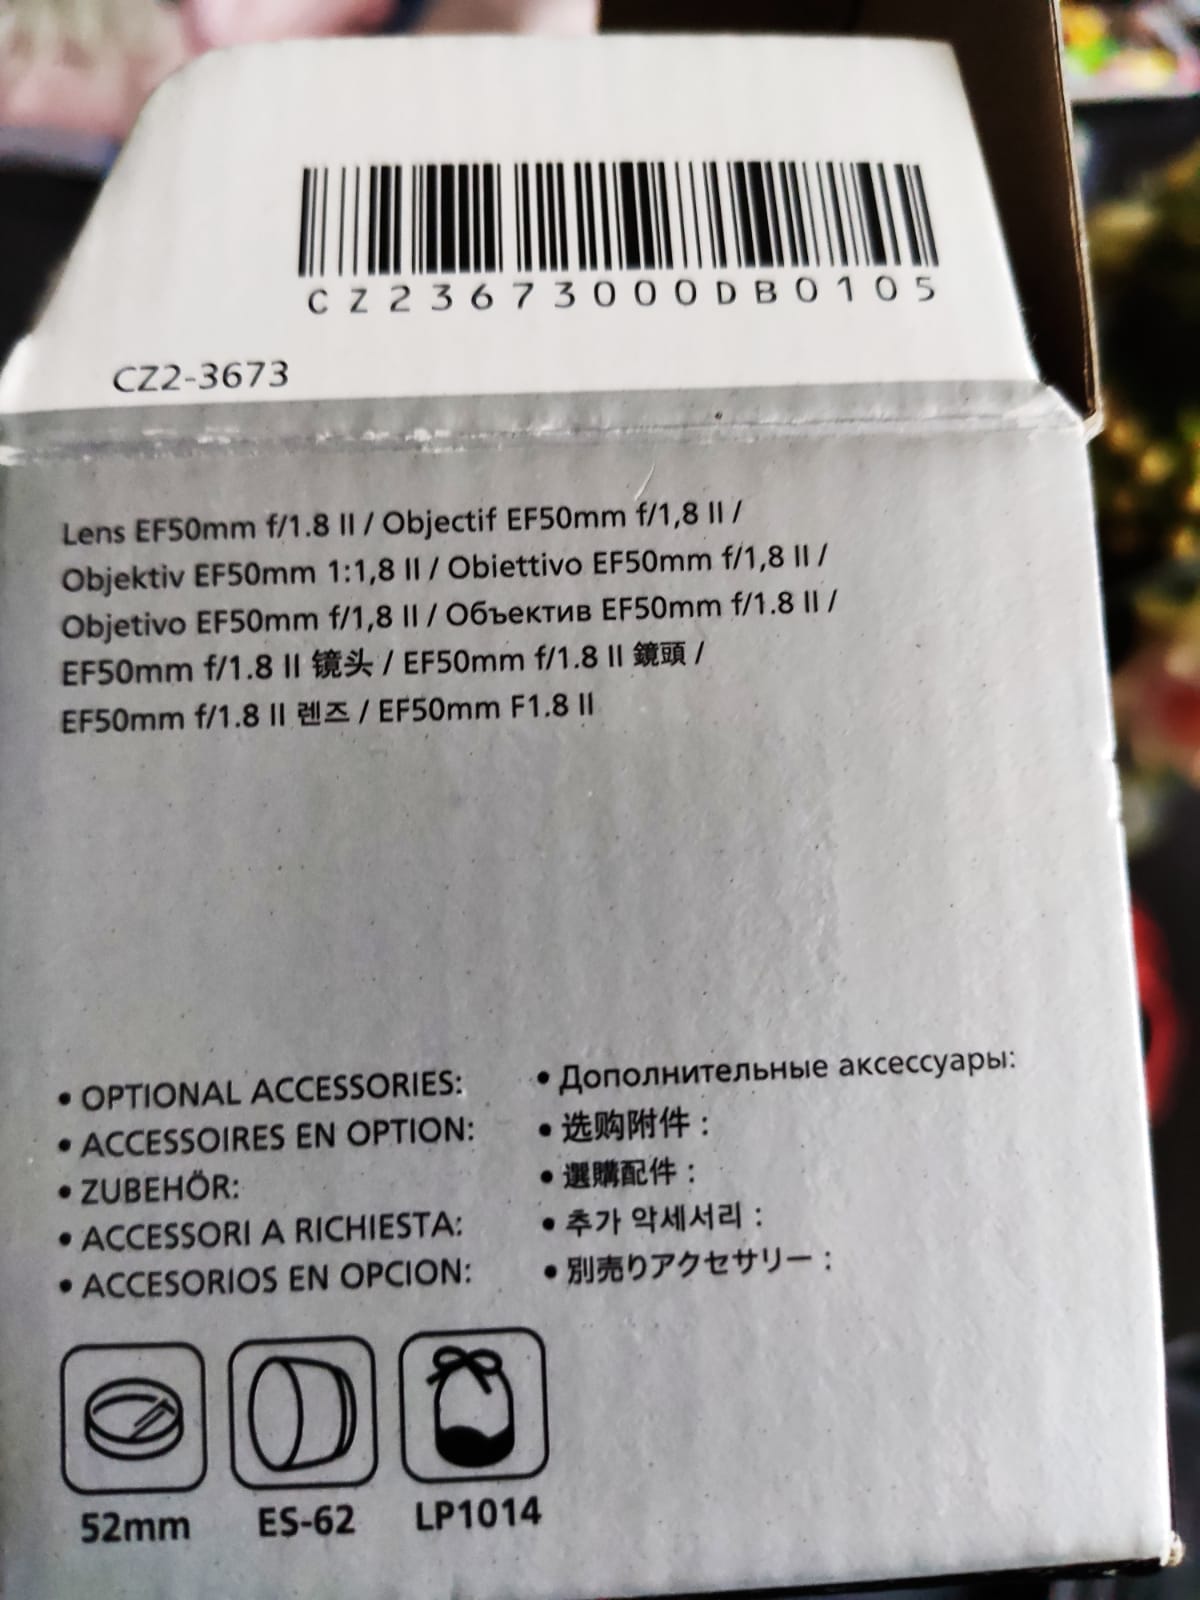 CZ23673000DB0105
CZ2-3673
Lens EF50mm f/1.8 II / Objectif EF50mm f/1,8 II /
Objektiv EF50mm 1:1,8 II / Obiettivo EF50mm f/1,8 II /
Objetivo EF50mm f/1,8 II / Объектив EF50mm f/1.8 II /
EF50mm f/1.8 II 镜头 / EF50mm f/1.8 II 鏡頭 /
EF50mm f/1.8 II 렌즈 / EF50mm F1.8 II
• OPTIONAL ACCESSORIES:
• ACCESSOIRES EN OPTION:
• ZUBEHÖR:
• ACCESSORI A RICHIESTA:
• ACCESORIOS EN OPCION:
• Дополнительные аксессуары:
• 选购附件：
• 選購配件：
• 추가 악세서리 :
• 別売りアクセサリー：
52mm
ES-62
LP1014